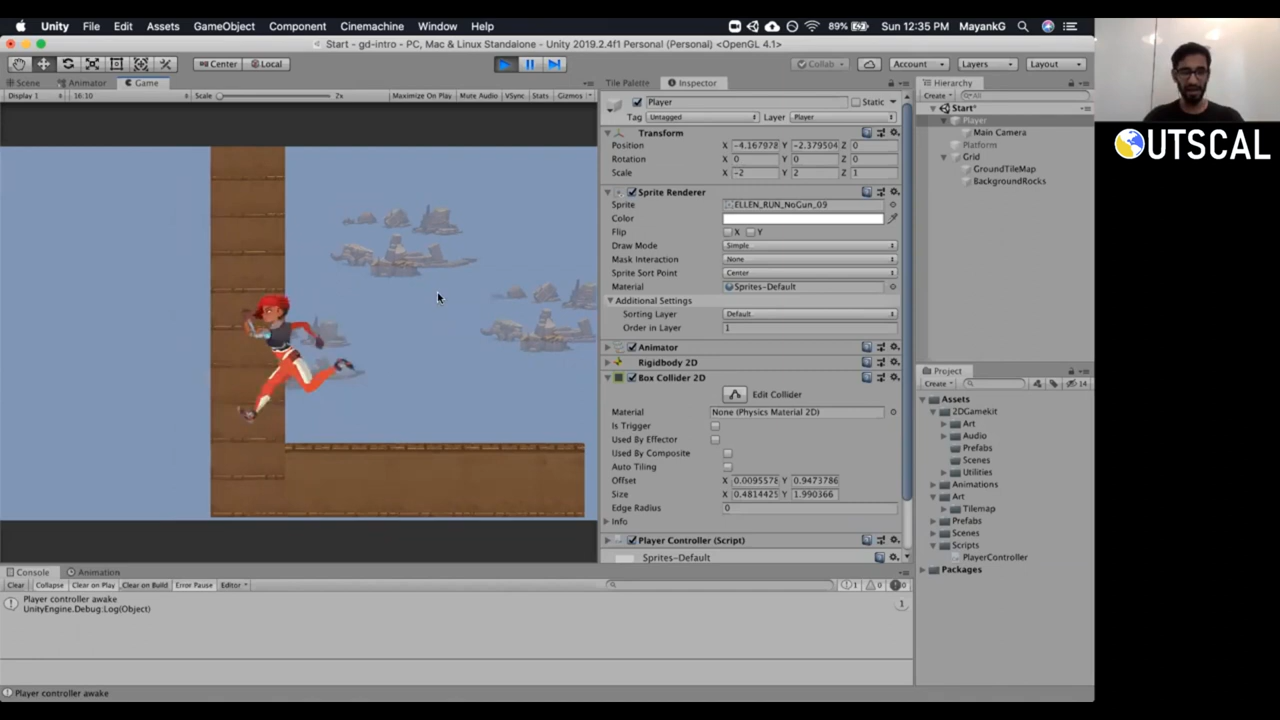 Unity File Edit Assets GameObject Component Cinemachine Window Help 89% Sun 12:35 PM MayankG
Start - gd-intro - PC, Mac & Linux Standalone - Unity 2019.2.4f1 Personal (Personal) <OpenGL 4.1>
Center Local Collab Account Layers Layout
Scene Animator Game Tile Palette Inspector Hierarchy
Display 1 16:10 Scale 2x Maximize On Play Mute Audio VSync Stats Gizmos Create All
Player Static
Tag Untagged Layer Player
Transform
Position X -4.167978 Y -2.379504 Z 0
Rotation X 0 Y 0 Z 0
Scale X -2 Y 2 Z 1
Sprite Renderer
Sprite ELLEN_RUN_NoGun_09
Color
Flip X Y
Draw Mode Simple
Mask Interaction None
Sprite Sort Point Center
Material Sprites-Default
Additional Settings
Sorting Layer Default
Order in Layer 1
Animator
Rigidbody 2D
Box Collider 2D
Edit Collider
Material None (Physics Material 2D)
Is Trigger
Used By Effector
Used By Composite
Auto Tiling
Offset X 0.0095578 Y 0.9473786
Size X 0.4814425 Y 1.990366
Edge Radius 0
Info
Player Controller (Script)
Sprites-Default
Start*
Player
Main Camera
Platform
Grid
GroundTileMap
BackgroundRocks
Project
Create 14
Assets
2DGamekit
Art
Audio
Prefabs
Scenes
Utilities
Animations
Art
Tilemap
Prefabs
Scenes
Scripts
PlayerController
Packages
Console Animation
Clear Collapse Clear on Play Clear on Build Error Pause Editor 1 0 0
Player controller awake
UnityEngine.Debug:Log(Object)
1
Player controller awake
OUTSCAL